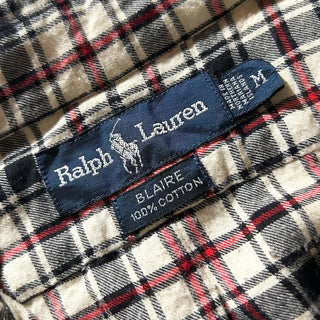 Ralph Lauren
M
BLAIRE
100% COTTON